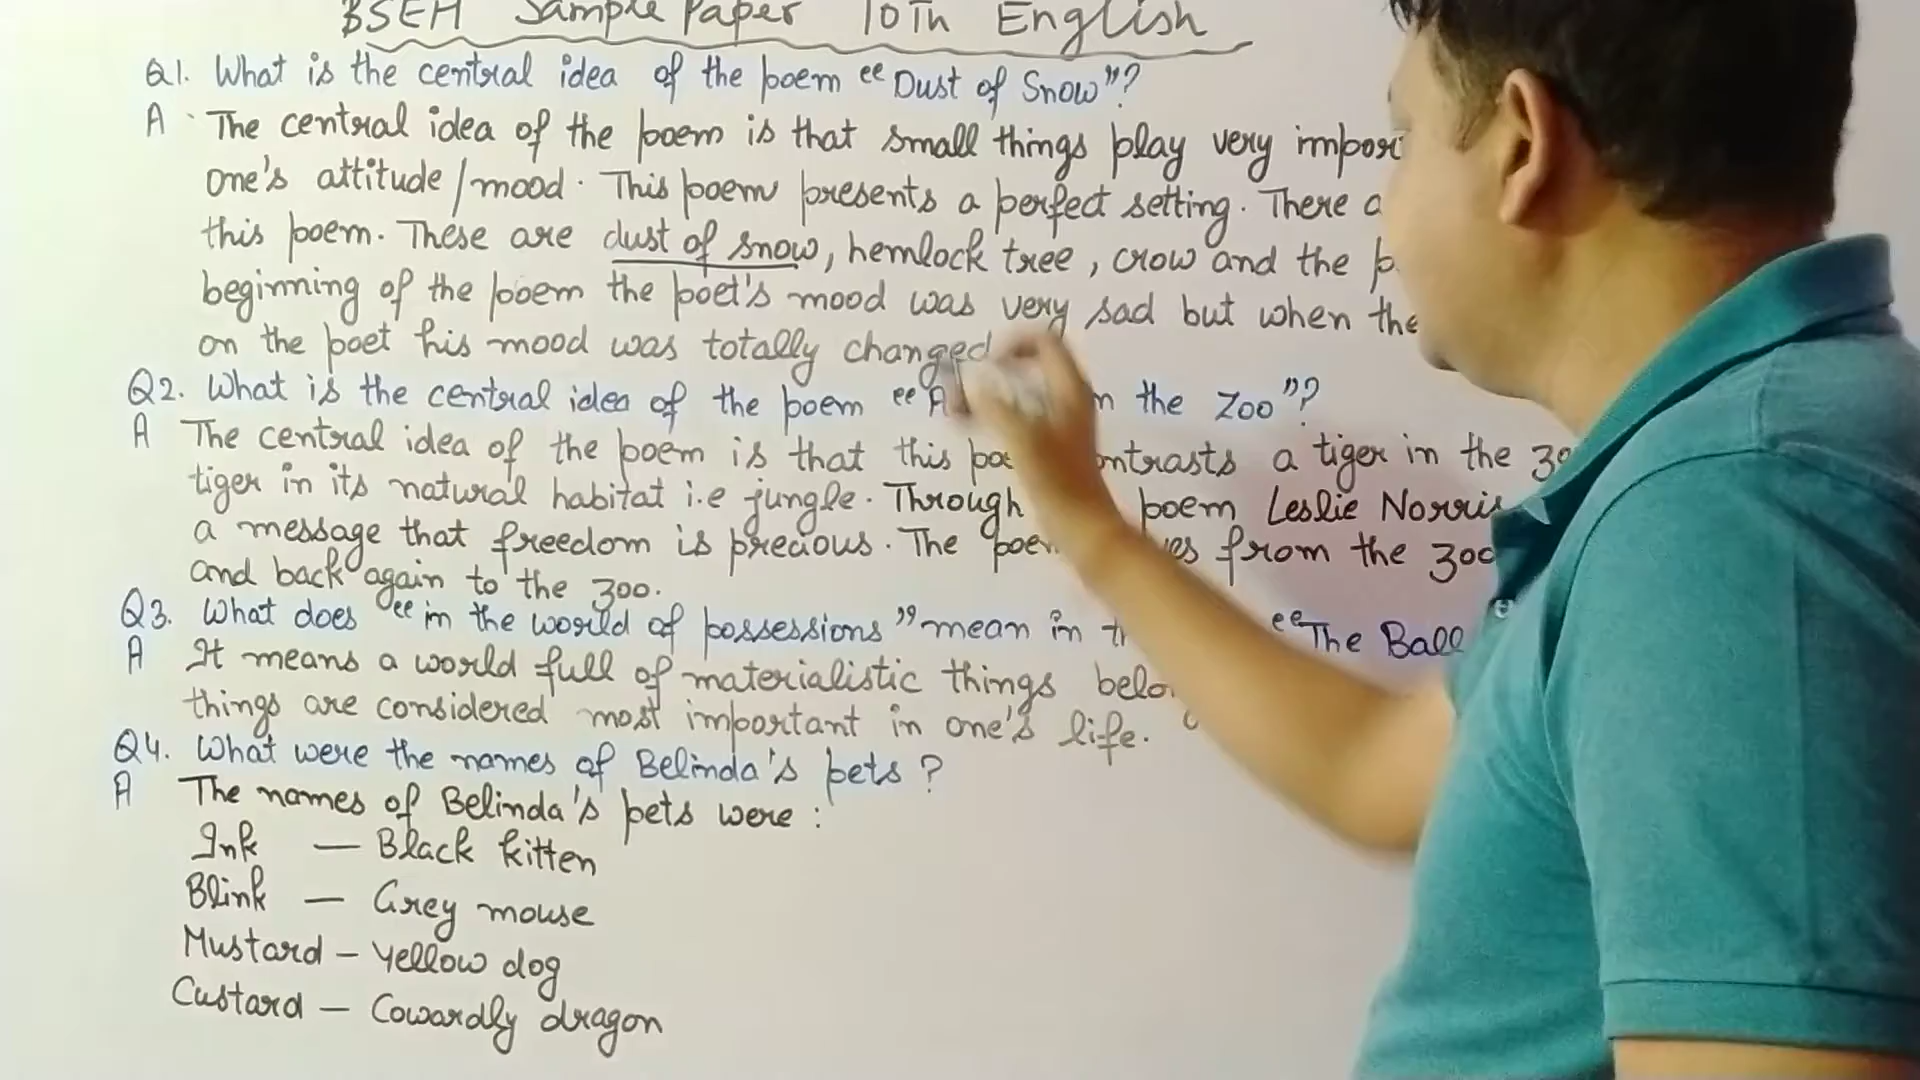 BSEH Sample Paper 10th English
Q1. What is the central idea of the poem "Dust of Snow"?
A The central idea of the poem is that small things play very
one's attitude/mood. This poem presents a perfect setting. There
this poem. These are dust of snow, hemlock tree, crow and the
beginning of the poem the poet's mood was very sad but when the
on the poet his mood was totally changed
Q2. What is the central idea of the poem "A the Zoo"?
A The central idea of the poem is that this a tiger in the
tiger in its natural habitat i.e jungle. Through poem Leslie Norris
a message that freedom is precious. The from the zoo
and back again to the zoo.
Q3. What does "in the world of possessions" mean in "The Ball
A It means a world full of materialistic things
things are considered most important in one's life.
Q4. What were the names of Belinda's pets?
A The names of Belinda's pets were:
Ink — Black kitten
Blink — Grey mouse
Mustard — Yellow dog
Custard — Cowardly dragon